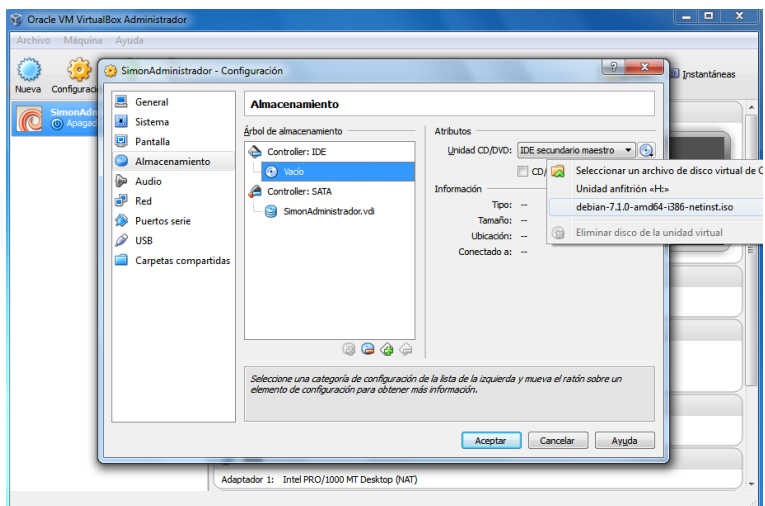 Oracle VM VirtualBox Administrador
Archivo Máquina Ayuda
Nueva
Instantáneas
Apagad
SimonAdministrador - Configuración
General
Sistema
Pantalla
Almacenamiento
Audio
Red
Puertos serie
USB
Carpetas compartidas
Almacenamiento
Árbol de almacenamiento
Controller: IDE
Vacío
Controller: SATA
SimonAdministrador.vdi
Atributos
Unidad CD/DVD: IDE secundario maestro
CD/
Seleccionar un archivo de disco virtual de C
Unidad anfitrión «H:»
debian-7.1.0-amd64-i386-netinst.iso
Eliminar disco de la unidad virtual
Información
Tipo: --
Tamaño: --
Ubicación: --
Conectado a: --
Seleccione una categoría de configuración de la lista de la izquierda y mueva el ratón sobre un
elemento de configuración para obtener más información.
Aceptar Cancelar Ayuda
Adaptador 1: Intel PRO/1000 MT Desktop (NAT)